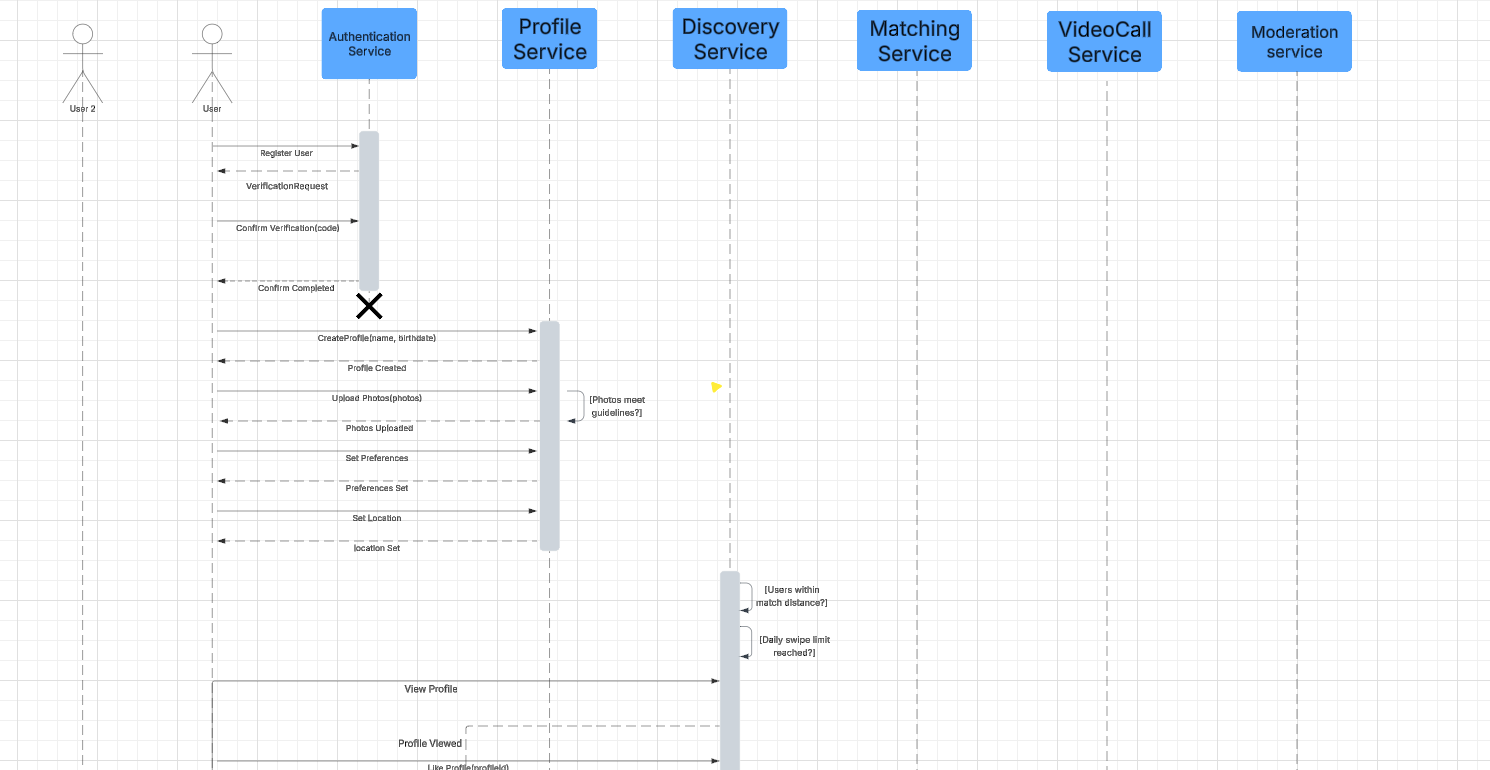 User 2
User
Authentication
Service
Profile
Service
Discovery
Service
Matching
Service
VideoCall
Service
Moderation
service
Register User
VerificationRequest
Confirm Verification(code)
Confirm Completed
CreateProfile(name, birthdate)
Profile Created
Upload Photos(photos)
[Photos meet
guidelines?]
Photos Uploaded
Set Preferences
Preferences Set
Set Location
location Set
[Users within
match distance?]
[Daily swipe limit
reached?]
View Profile
Profile Viewed
Like Profile(profileid)